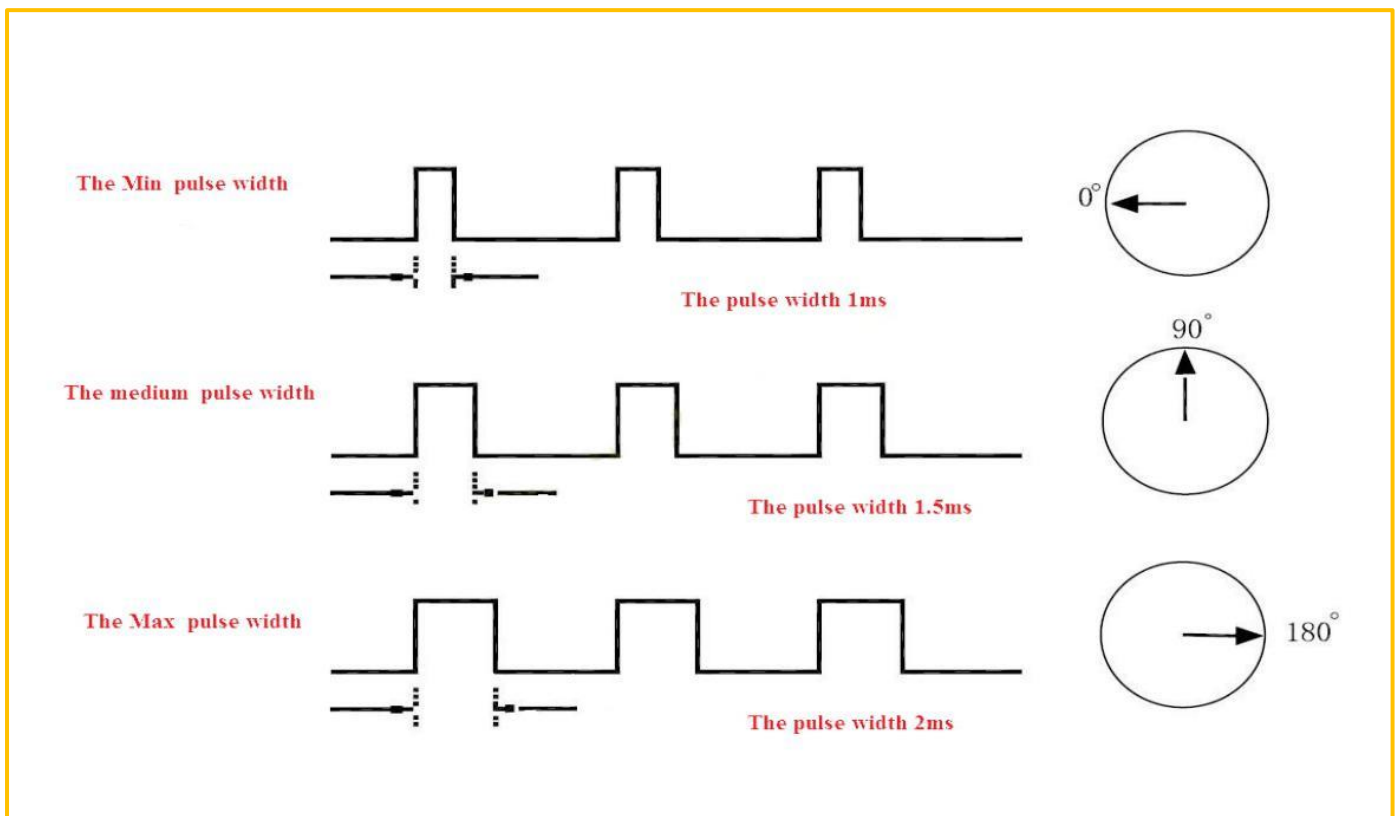 The Min pulse width
0°
The pulse width 1ms
90°
The medium pulse width
The pulse width 1.5ms
The Max pulse width
180°
The pulse width 2ms